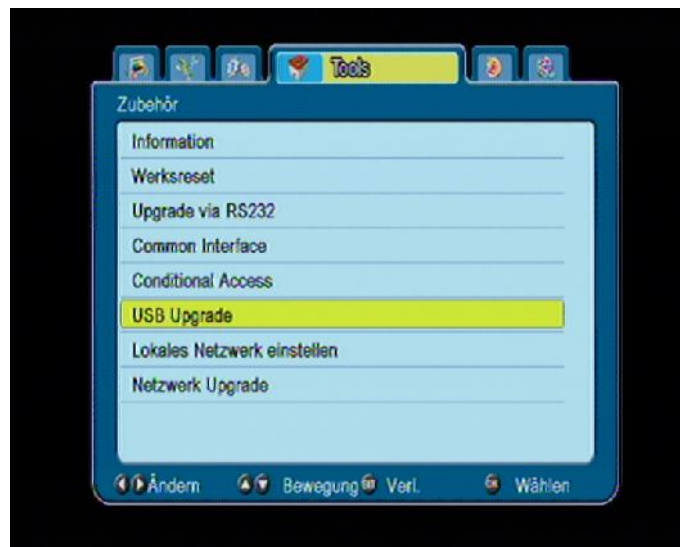 Tools
Zubehör
Information
Werksreset
Upgrade via RS232
Common Interface
Conditional Access
USB Upgrade
Lokales Netzwerk einstellen
Netzwerk Upgrade
Ändern Bewegung Verl. Wählen